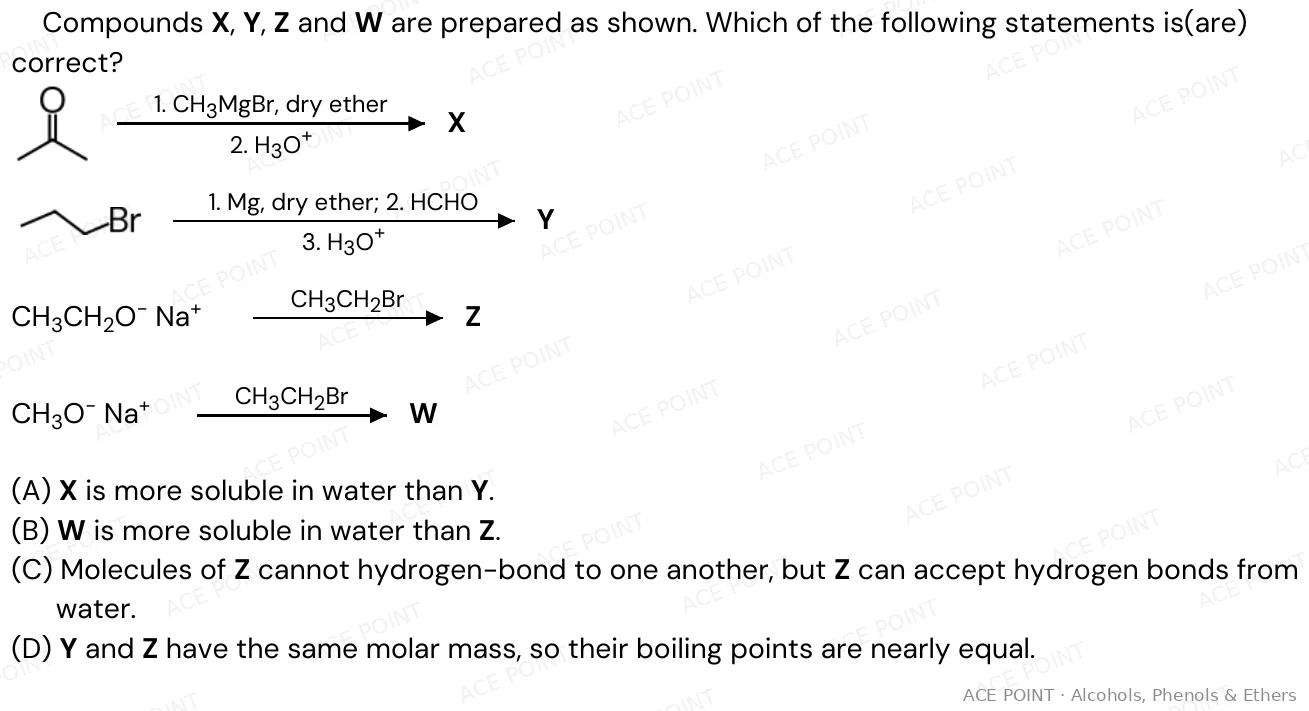 Compounds X, Y, Z and W are prepared as shown. Which of the following statements is(are)
correct?
O
1. CH₃MgBr, dry ether
2. H₃O⁺
X
Br
1. Mg, dry ether; 2. HCHO
3. H₃O⁺
Y
CH₃CH₂O⁻ Na⁺
CH₃CH₂Br
Z
CH₃O⁻ Na⁺
CH₃CH₂Br
W
(A) X is more soluble in water than Y.
(B) W is more soluble in water than Z.
(C) Molecules of Z cannot hydrogen-bond to one another, but Z can accept hydrogen bonds from
water.
(D) Y and Z have the same molar mass, so their boiling points are nearly equal.
ACE POINT · Alcohols, Phenols & Ethers
ACE POINT